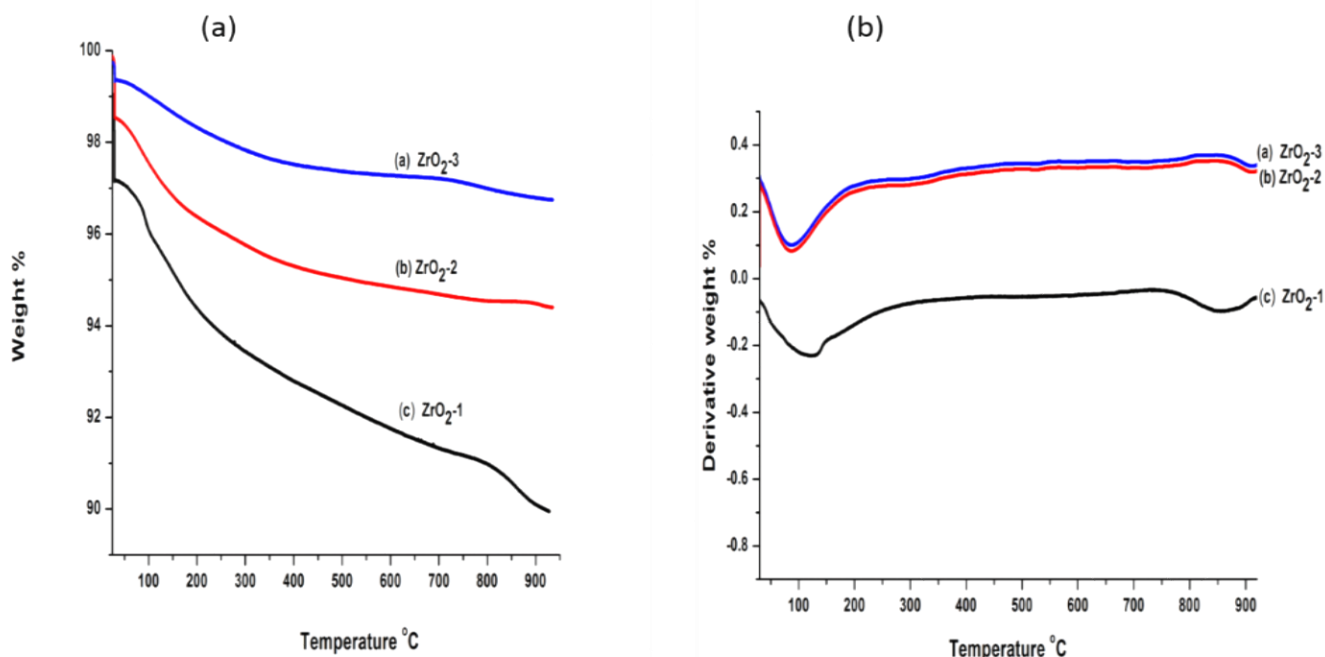 (a)
100
98
96
94
92
90
Weight %
(a) ZrO2-3
(b) ZrO2-2
(c) ZrO2-1
100 200 300 400 500 600 700 800 900
Temperature oC
(b)
0.4
0.2
0.0
-0.2
-0.4
-0.6
-0.8
Derivative weight %
(a) ZrO2-3
(b) ZrO2-2
(c) ZrO2-1
100 200 300 400 500 600 700 800 900
Temperature oC